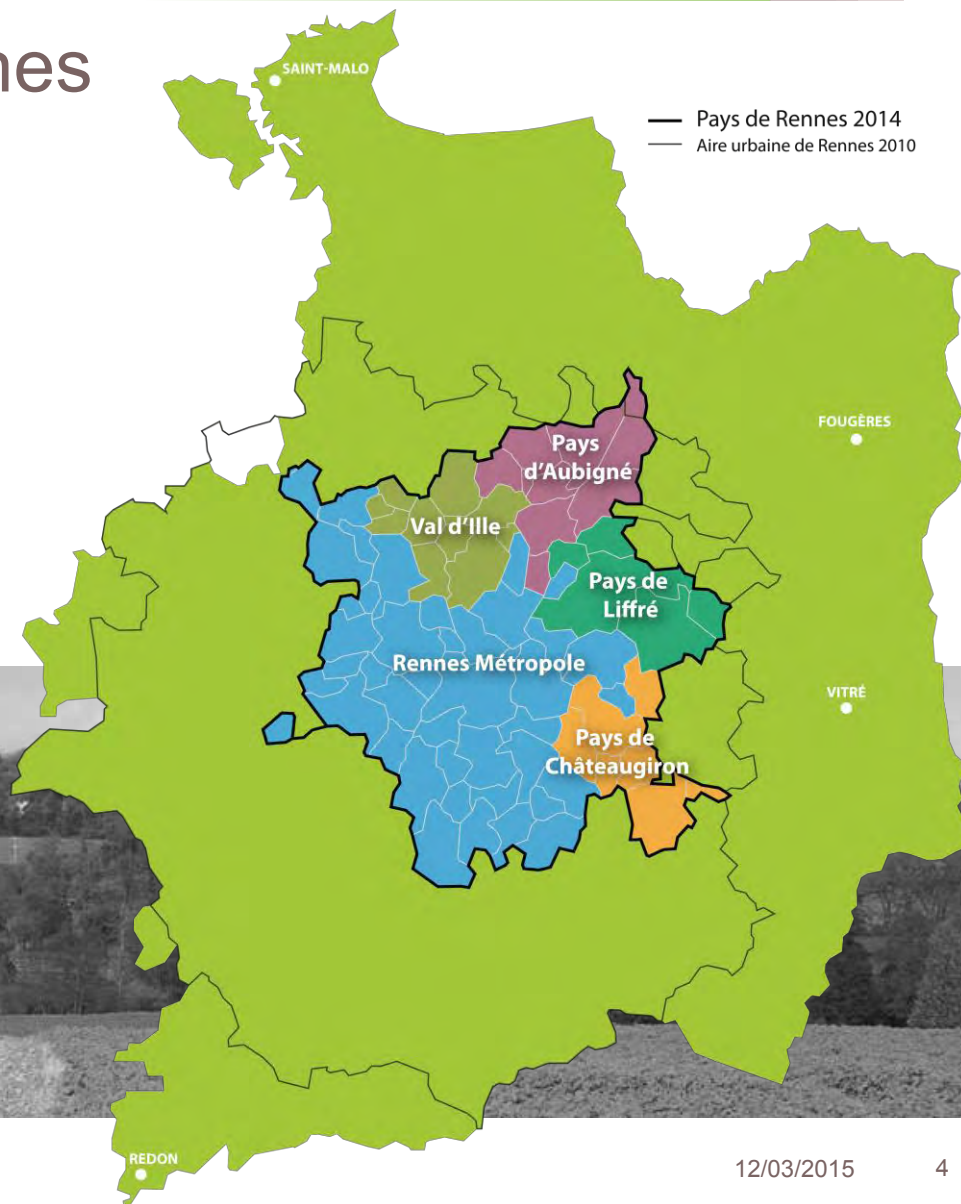 nes
SAINT-MALO
Pays de Rennes 2014
Aire urbaine de Rennes 2010
FOUGÈRES
Pays
d'Aubigné
Val d'Ille
Pays de
Liffré
Rennes Métropole
VITRÉ
Pays de
Châteaugiron
REDON
12/03/2015 4